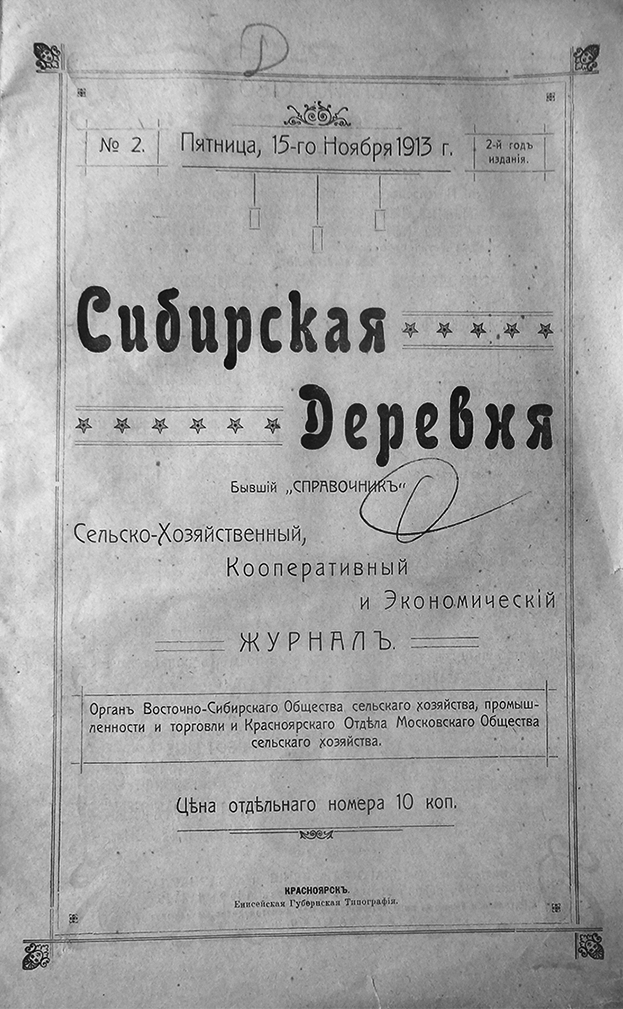 Д
№ 2.
Пятница, 15-го Ноября 1913 г.
2-й годъ
изданія.
Сибирская
Деревня
Бывшій „СПРАВОЧНИКЪ“
Сельско-Хозяйственный,
Кооперативный
и Экономическій
ЖУРНАЛЪ.
Органъ Восточно-Сибирскаго Общества сельскаго хозяйства, промыш-
ленности и торговли и Красноярскаго Отдѣла Московскаго Общества
сельскаго хозяйства.
Цѣна отдѣльнаго номера 10 коп.
КРАСНОЯРСКЪ.
Енисейская Губернская Типографія.